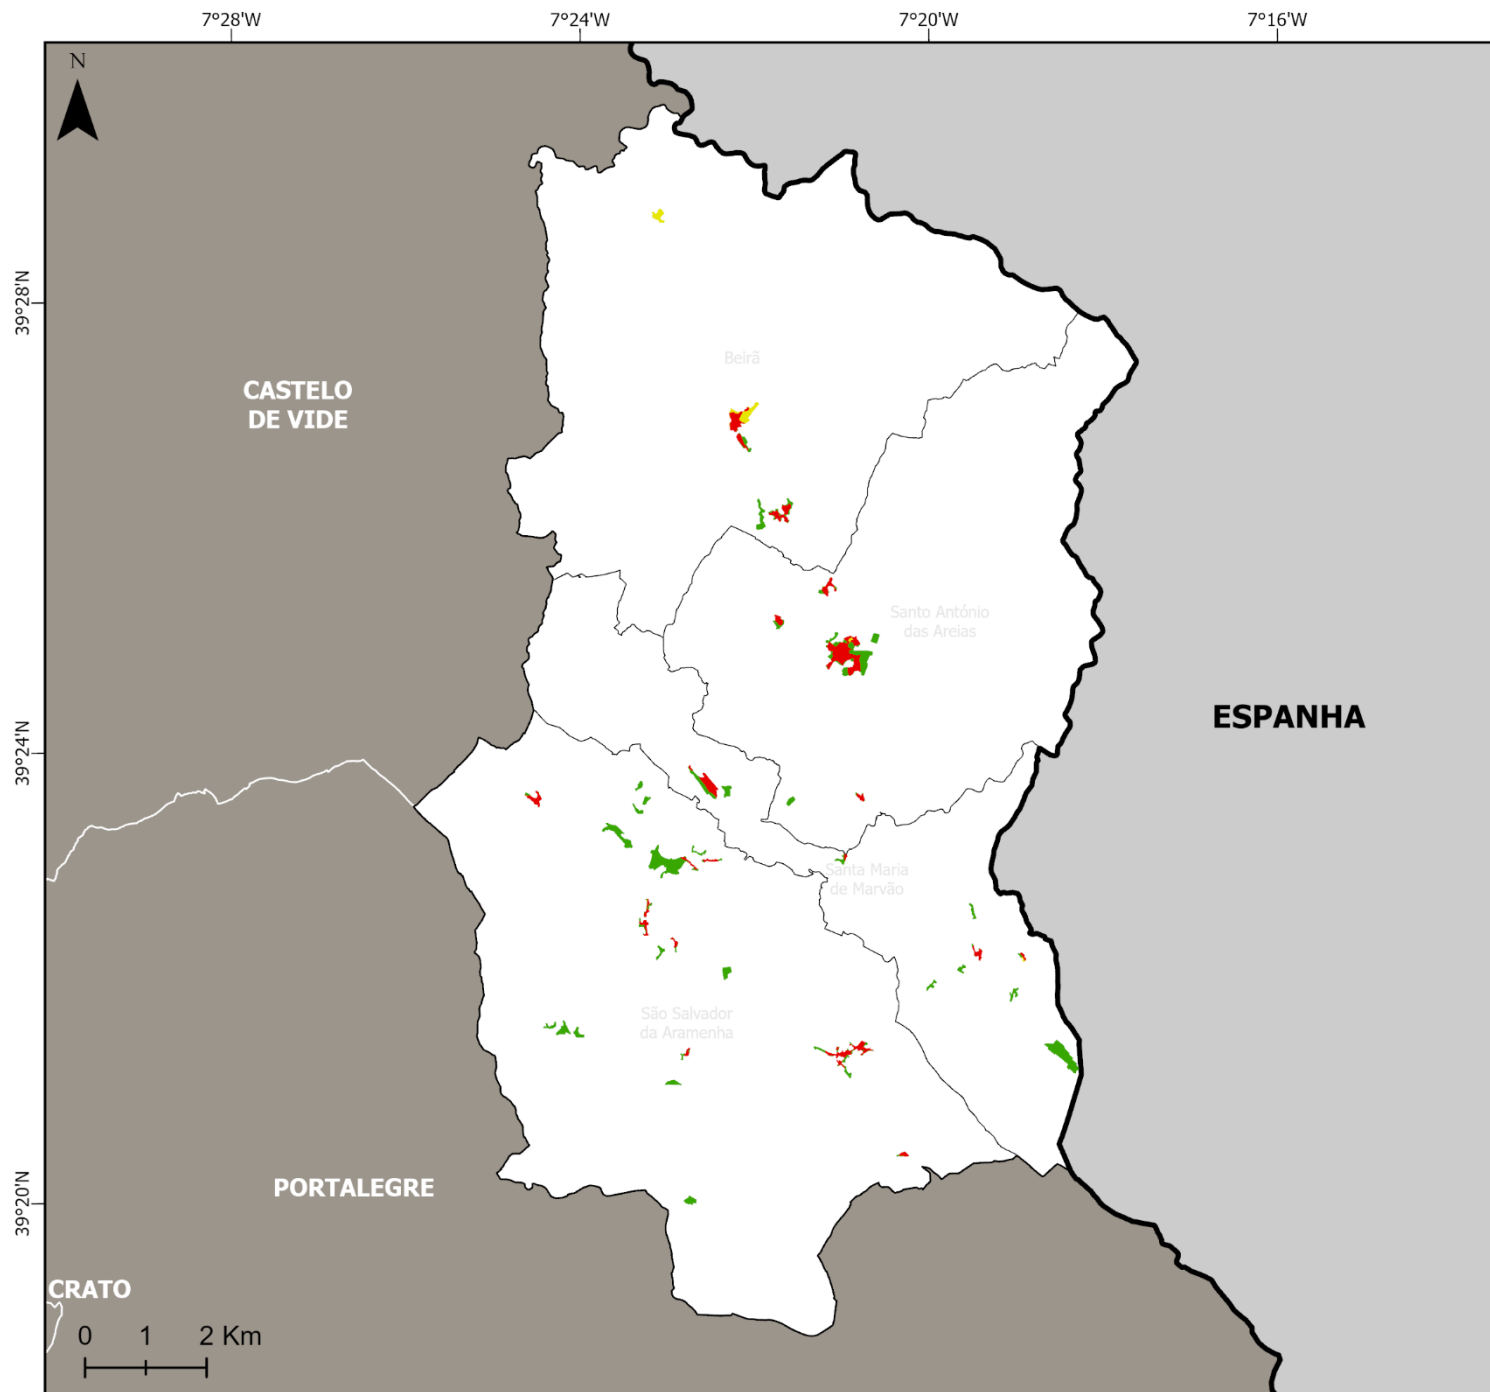 7°28'W
7°24'W
7°20'W
7°16'W
N
39°28'N
Beirã
CASTELO
DE VIDE
Santo António
das Areias
ESPANHA
39°24'N
Santa Maria
de Marvão
São Salvador
da Aramenha
PORTALEGRE
39°20'N
CRATO
0 1 2 Km